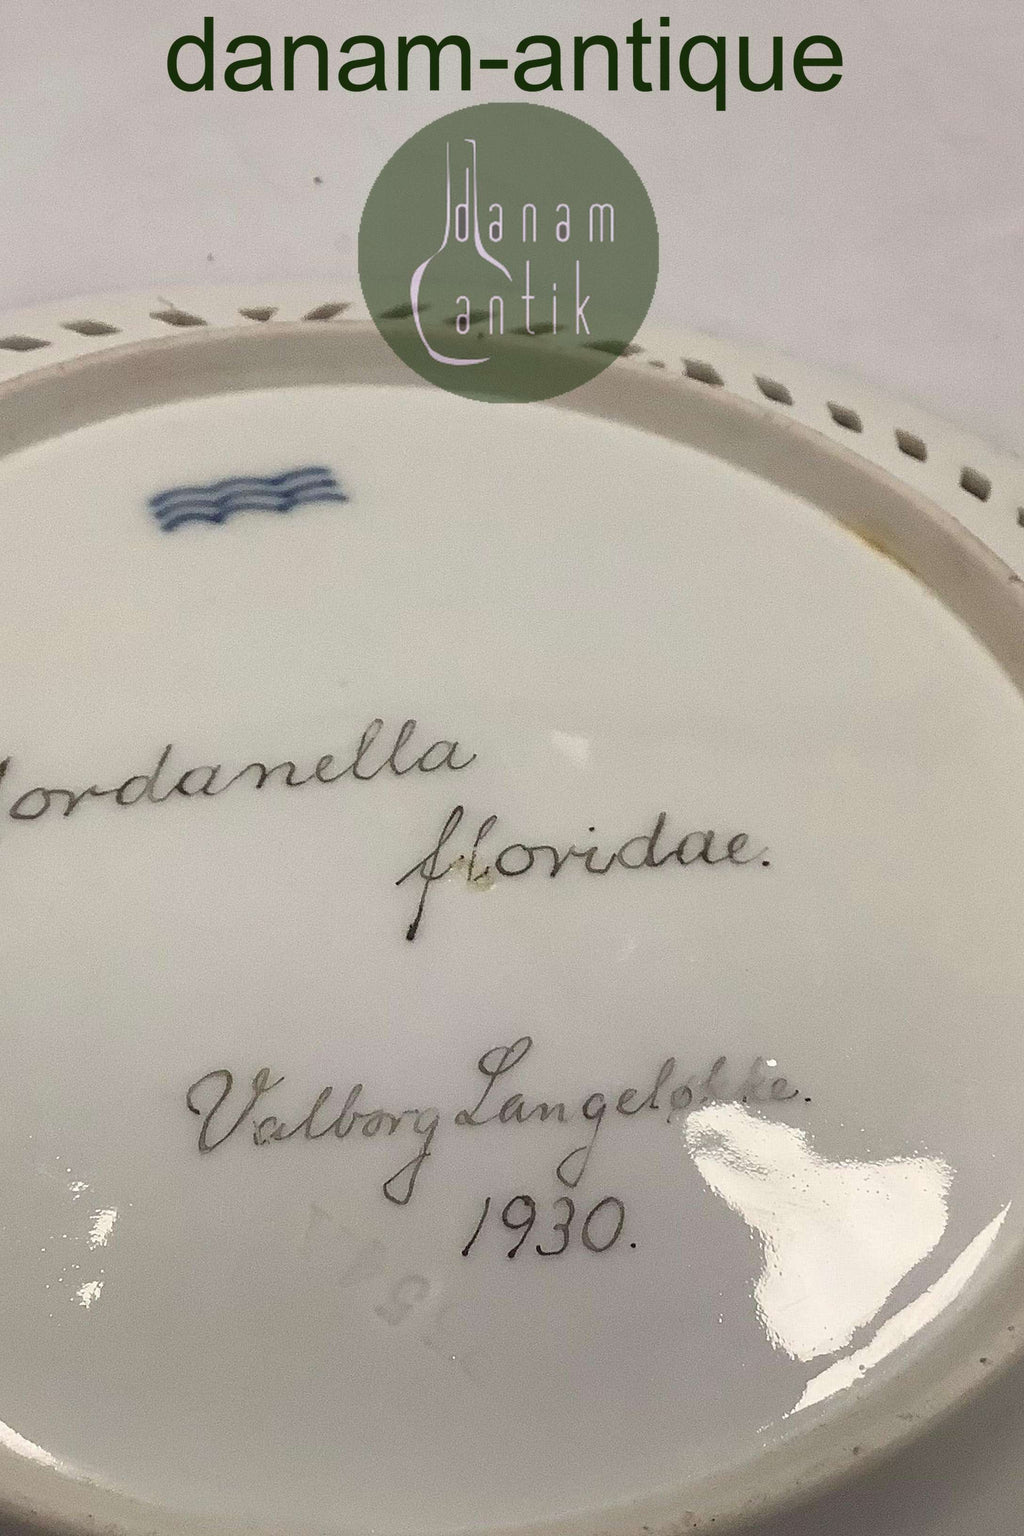 danam-antique
danam
antik
ordanella
floridae.
Valborg Langeløkke.
1930.